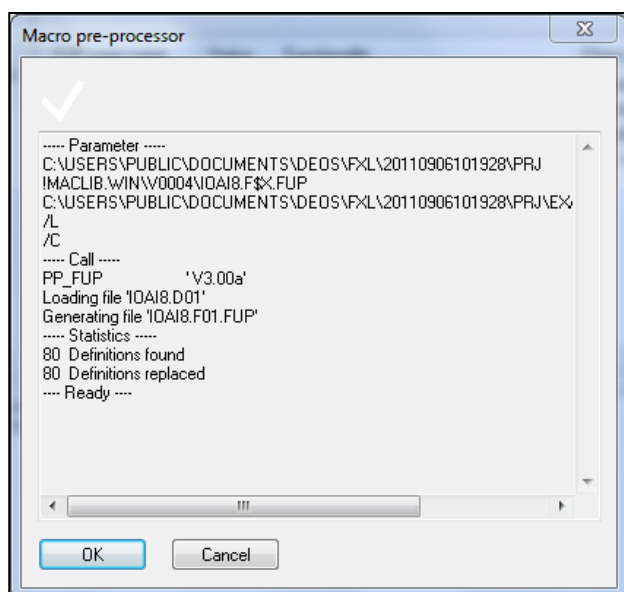 Macro pre-processor
----- Parameter -----
C:\USERS\PUBLIC\DOCUMENTS\DEOS\FXL\20110906101928\PRJ
!MACLIB.WIN\V0004\IOAI8.F$X.FUP
C:\USERS\PUBLIC\DOCUMENTS\DEOS\FXL\20110906101928\PRJ\EX
/L
/C
----- Call -----
PP_FUP 'V3.00a'
Loading file 'IOAI8.D01'
Generating file 'IOAI8.F01.FUP'
----- Statistics -----
80 Definitions found
80 Definitions replaced
---- Ready ----
OK
Cancel